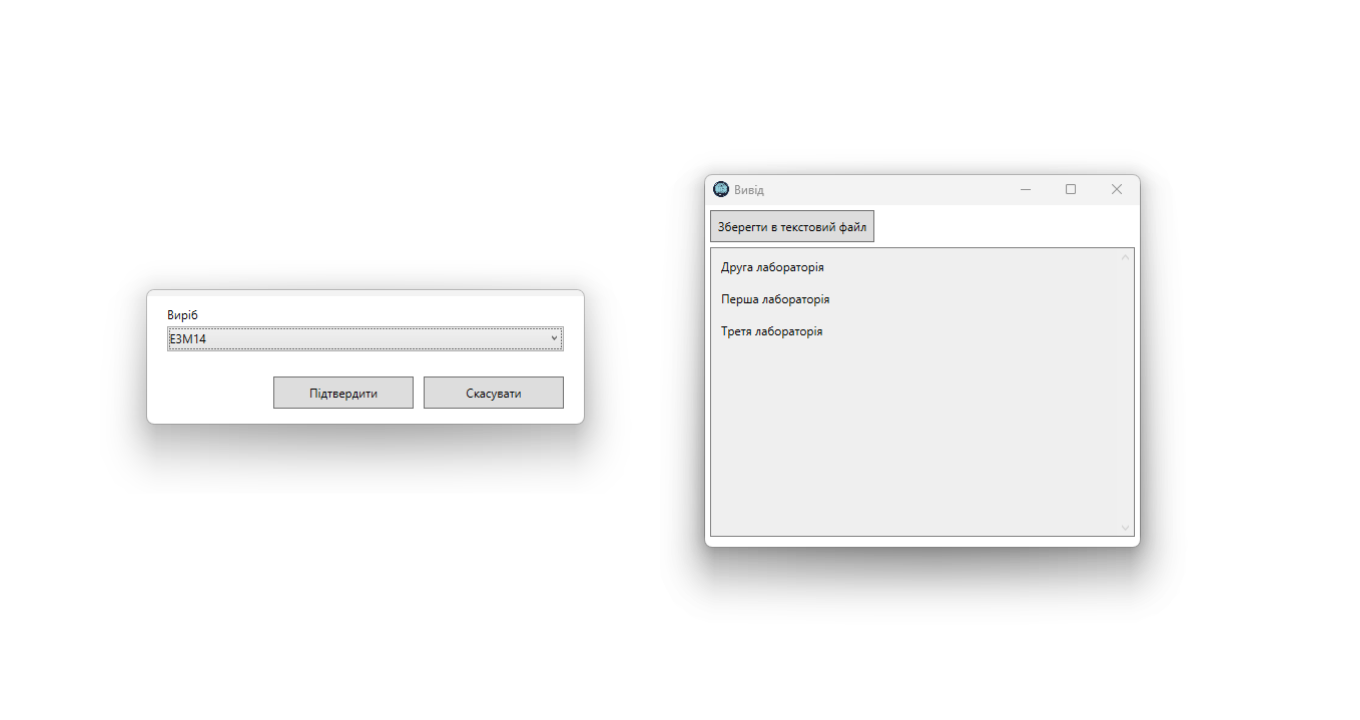 Виріб
ЕЗМ14
Підтвердити
Скасувати
Вивід
Зберегти в текстовий файл
Друга лабораторія
Перша лабораторія
Третя лабораторія